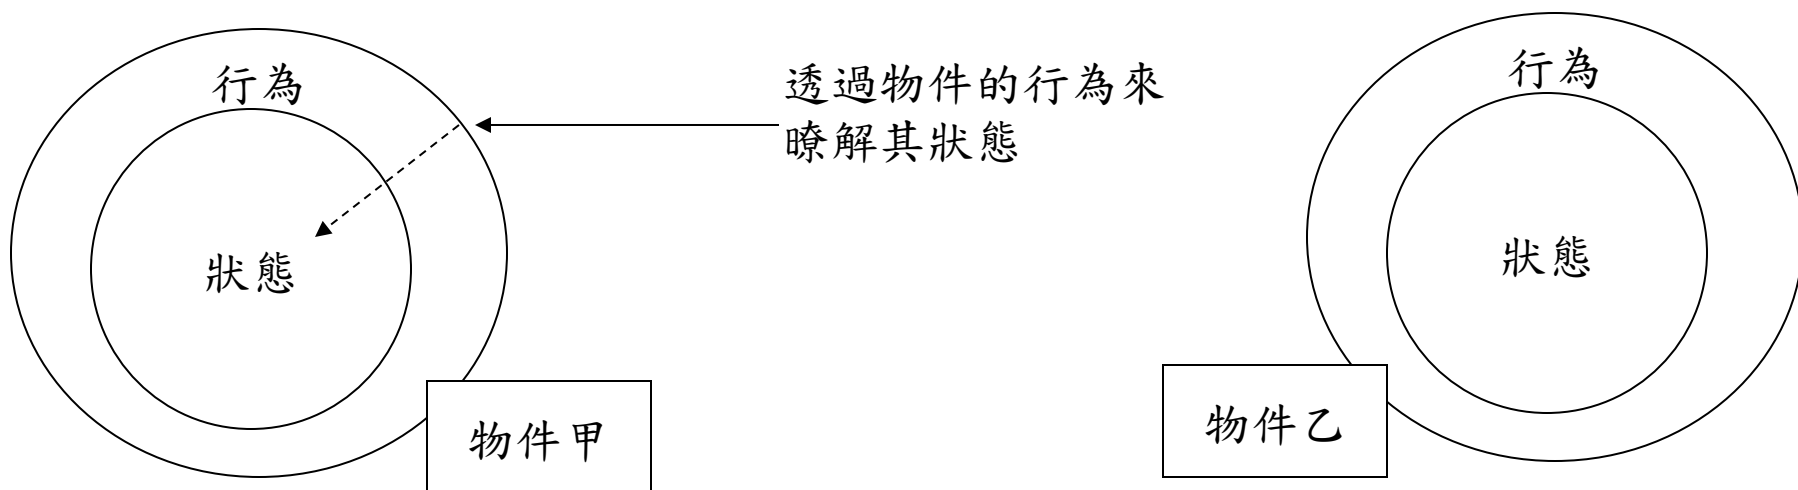 行為
狀態
物件甲
透過物件的行為來
瞭解其狀態
行為
狀態
物件乙